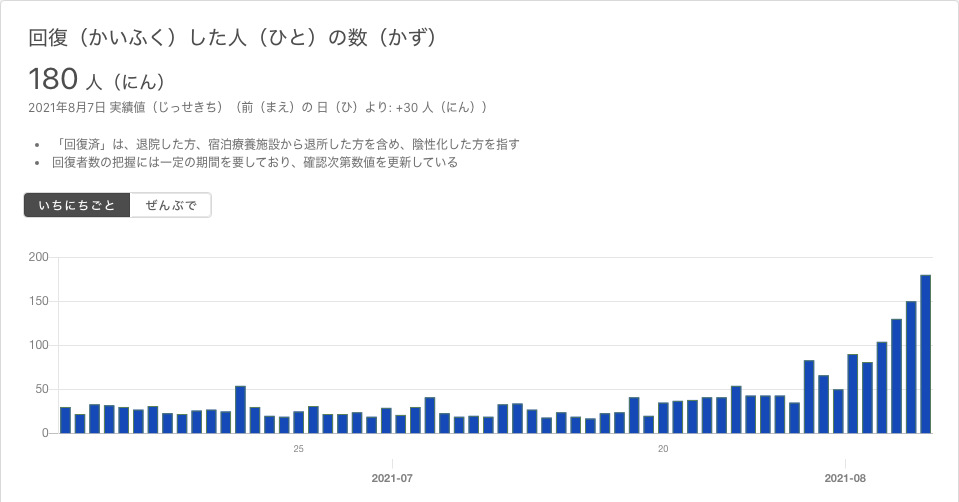 回復（かいふく）した人（ひと）の数（かず）
180 人（にん）
2021年8月7日 実績値（じっせきち）（前（まえ）の 日（ひ）より: +30 人（にん））
• 「回復済」は、退院した方、宿泊療養施設から退所した方を含め、陰性化した方を指す
• 回復者数の把握には一定の期間を要しており、確認次第数値を更新している
いちにちごと ぜんぶで
200
150
100
50
0
25 20
2021-07 2021-08